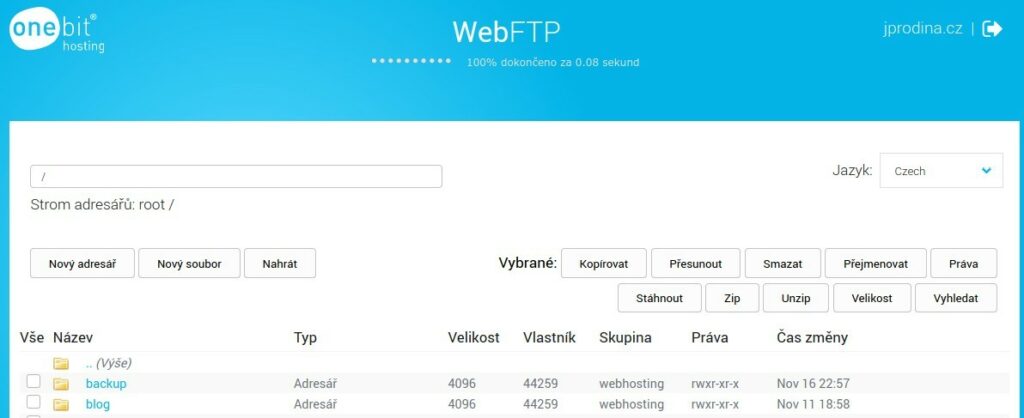 onebit®
hosting
WebFTP
100% dokončeno za 0.08 sekund
jprodina.cz |
/
Jazyk: Czech
Strom adresářů: root /
Nový adresář Nový soubor Nahrát Vybrané: Kopírovat Přesunout Smazat Přejmenovat Práva
Stáhnout Zip Unzip Velikost Vyhledat
Vše Název Typ Velikost Vlastník Skupina Práva Čas změny
.. (Výše)
backup Adresář 4096 44259 webhosting rwxr-xr-x Nov 16 22:57
blog Adresář 4096 44259 webhosting rwxr-xr-x Nov 11 18:58